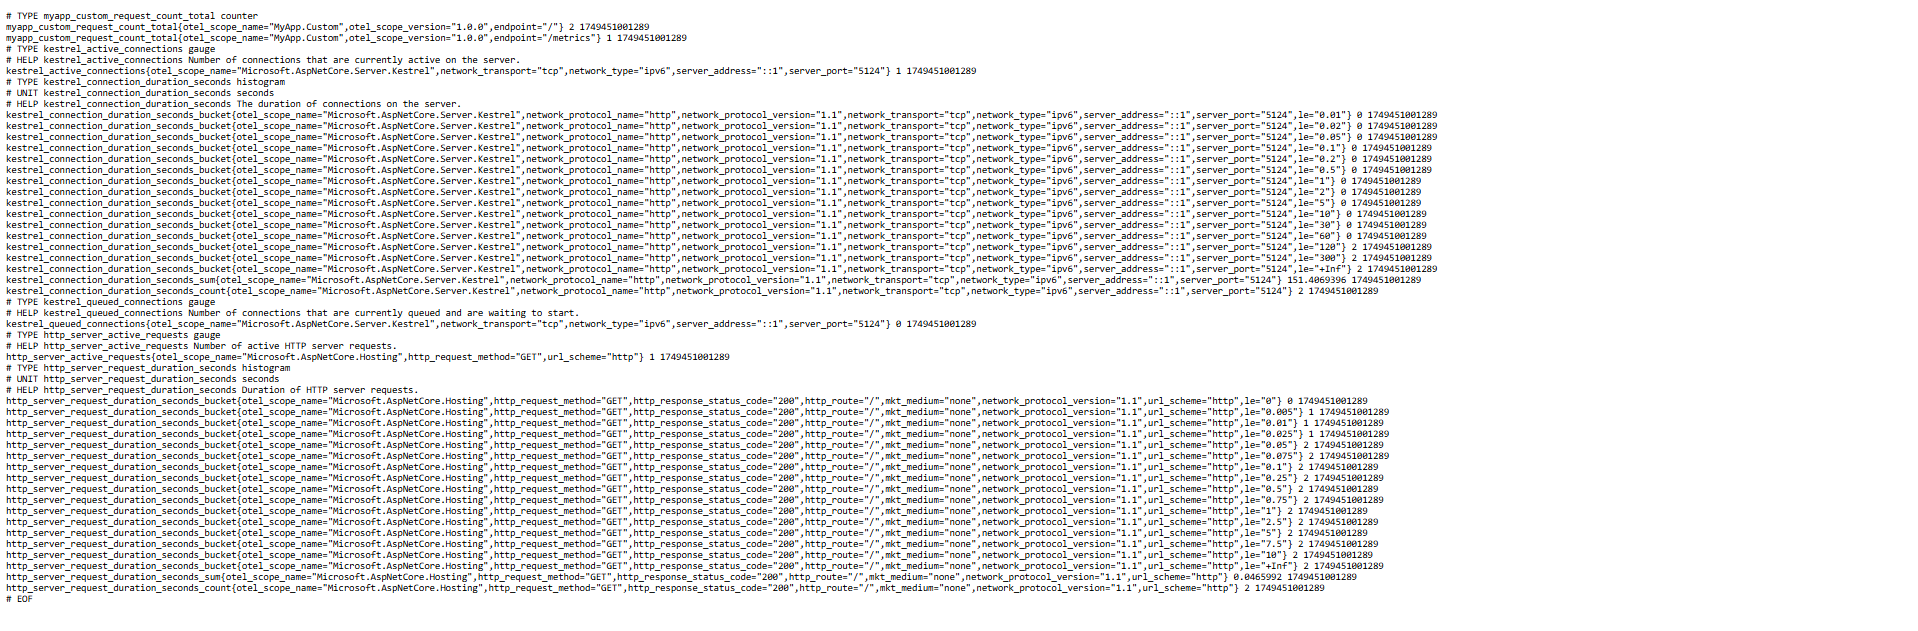 # TYPE myapp_custom_request_count_total counter
myapp_custom_request_count_total{otel_scope_name="MyApp.Custom",otel_scope_version="1.0.0",endpoint="/"} 2 1749451001289
myapp_custom_request_count_total{otel_scope_name="MyApp.Custom",otel_scope_version="1.0.0",endpoint="/metrics"} 1 1749451001289
# TYPE kestrel_active_connections gauge
# HELP kestrel_active_connections Number of connections that are currently active on the server.
kestrel_active_connections{otel_scope_name="Microsoft.AspNetCore.Server.Kestrel",network_transport="tcp",network_type="ipv6",server_address="::1",server_port="5124"} 1 1749451001289
# TYPE kestrel_connection_duration_seconds histogram
# UNIT kestrel_connection_duration_seconds seconds
# HELP kestrel_connection_duration_seconds The duration of connections on the server.
kestrel_connection_duration_seconds_bucket{otel_scope_name="Microsoft.AspNetCore.Server.Kestrel",network_protocol_name="http",network_protocol_version="1.1",network_transport="tcp",network_type="ipv6",server_address="::1",server_port="5124",le="0.01"} 0 1749451001289
kestrel_connection_duration_seconds_bucket{otel_scope_name="Microsoft.AspNetCore.Server.Kestrel",network_protocol_name="http",network_protocol_version="1.1",network_transport="tcp",network_type="ipv6",server_address="::1",server_port="5124",le="0.02"} 0 1749451001289
kestrel_connection_duration_seconds_bucket{otel_scope_name="Microsoft.AspNetCore.Server.Kestrel",network_protocol_name="http",network_protocol_version="1.1",network_transport="tcp",network_type="ipv6",server_address="::1",server_port="5124",le="0.05"} 0 1749451001289
kestrel_connection_duration_seconds_bucket{otel_scope_name="Microsoft.AspNetCore.Server.Kestrel",network_protocol_name="http",network_protocol_version="1.1",network_transport="tcp",network_type="ipv6",server_address="::1",server_port="5124",le="0.1"} 0 1749451001289
kestrel_connection_duration_seconds_bucket{otel_scope_name="Microsoft.AspNetCore.Server.Kestrel",network_protocol_name="http",network_protocol_version="1.1",network_transport="tcp",network_type="ipv6",server_address="::1",server_port="5124",le="0.2"} 0 1749451001289
kestrel_connection_duration_seconds_bucket{otel_scope_name="Microsoft.AspNetCore.Server.Kestrel",network_protocol_name="http",network_protocol_version="1.1",network_transport="tcp",network_type="ipv6",server_address="::1",server_port="5124",le="0.5"} 0 1749451001289
kestrel_connection_duration_seconds_bucket{otel_scope_name="Microsoft.AspNetCore.Server.Kestrel",network_protocol_name="http",network_protocol_version="1.1",network_transport="tcp",network_type="ipv6",server_address="::1",server_port="5124",le="1"} 0 1749451001289
kestrel_connection_duration_seconds_bucket{otel_scope_name="Microsoft.AspNetCore.Server.Kestrel",network_protocol_name="http",network_protocol_version="1.1",network_transport="tcp",network_type="ipv6",server_address="::1",server_port="5124",le="2"} 0 1749451001289
kestrel_connection_duration_seconds_bucket{otel_scope_name="Microsoft.AspNetCore.Server.Kestrel",network_protocol_name="http",network_protocol_version="1.1",network_transport="tcp",network_type="ipv6",server_address="::1",server_port="5124",le="5"} 0 1749451001289
kestrel_connection_duration_seconds_bucket{otel_scope_name="Microsoft.AspNetCore.Server.Kestrel",network_protocol_name="http",network_protocol_version="1.1",network_transport="tcp",network_type="ipv6",server_address="::1",server_port="5124",le="10"} 0 1749451001289
kestrel_connection_duration_seconds_bucket{otel_scope_name="Microsoft.AspNetCore.Server.Kestrel",network_protocol_name="http",network_protocol_version="1.1",network_transport="tcp",network_type="ipv6",server_address="::1",server_port="5124",le="30"} 0 1749451001289
kestrel_connection_duration_seconds_bucket{otel_scope_name="Microsoft.AspNetCore.Server.Kestrel",network_protocol_name="http",network_protocol_version="1.1",network_transport="tcp",network_type="ipv6",server_address="::1",server_port="5124",le="60"} 0 1749451001289
kestrel_connection_duration_seconds_bucket{otel_scope_name="Microsoft.AspNetCore.Server.Kestrel",network_protocol_name="http",network_protocol_version="1.1",network_transport="tcp",network_type="ipv6",server_address="::1",server_port="5124",le="120"} 2 1749451001289
kestrel_connection_duration_seconds_bucket{otel_scope_name="Microsoft.AspNetCore.Server.Kestrel",network_protocol_name="http",network_protocol_version="1.1",network_transport="tcp",network_type="ipv6",server_address="::1",server_port="5124",le="300"} 2 1749451001289
kestrel_connection_duration_seconds_bucket{otel_scope_name="Microsoft.AspNetCore.Server.Kestrel",network_protocol_name="http",network_protocol_version="1.1",network_transport="tcp",network_type="ipv6",server_address="::1",server_port="5124",le="+Inf"} 2 1749451001289
kestrel_connection_duration_seconds_sum{otel_scope_name="Microsoft.AspNetCore.Server.Kestrel",network_protocol_name="http",network_protocol_version="1.1",network_transport="tcp",network_type="ipv6",server_address="::1",server_port="5124"} 151.4069396 1749451001289
kestrel_connection_duration_seconds_count{otel_scope_name="Microsoft.AspNetCore.Server.Kestrel",network_protocol_name="http",network_protocol_version="1.1",network_transport="tcp",network_type="ipv6",server_address="::1",server_port="5124"} 2 1749451001289
# TYPE kestrel_queued_connections gauge
# HELP kestrel_queued_connections Number of connections that are currently queued and are waiting to start.
kestrel_queued_connections{otel_scope_name="Microsoft.AspNetCore.Server.Kestrel",network_transport="tcp",network_type="ipv6",server_address="::1",server_port="5124"} 0 1749451001289
# TYPE http_server_active_requests gauge
# HELP http_server_active_requests Number of active HTTP server requests.
http_server_active_requests{otel_scope_name="Microsoft.AspNetCore.Hosting",http_request_method="GET",url_scheme="http"} 1 1749451001289
# TYPE http_server_request_duration_seconds histogram
# UNIT http_server_request_duration_seconds seconds
# HELP http_server_request_duration_seconds Duration of HTTP server requests.
http_server_request_duration_seconds_bucket{otel_scope_name="Microsoft.AspNetCore.Hosting",http_request_method="GET",http_response_status_code="200",http_route="/",mkt_medium="none",network_protocol_version="1.1",url_scheme="http",le="0"} 0 1749451001289
http_server_request_duration_seconds_bucket{otel_scope_name="Microsoft.AspNetCore.Hosting",http_request_method="GET",http_response_status_code="200",http_route="/",mkt_medium="none",network_protocol_version="1.1",url_scheme="http",le="0.005"} 1 1749451001289
http_server_request_duration_seconds_bucket{otel_scope_name="Microsoft.AspNetCore.Hosting",http_request_method="GET",http_response_status_code="200",http_route="/",mkt_medium="none",network_protocol_version="1.1",url_scheme="http",le="0.01"} 1 1749451001289
http_server_request_duration_seconds_bucket{otel_scope_name="Microsoft.AspNetCore.Hosting",http_request_method="GET",http_response_status_code="200",http_route="/",mkt_medium="none",network_protocol_version="1.1",url_scheme="http",le="0.025"} 1 1749451001289
http_server_request_duration_seconds_bucket{otel_scope_name="Microsoft.AspNetCore.Hosting",http_request_method="GET",http_response_status_code="200",http_route="/",mkt_medium="none",network_protocol_version="1.1",url_scheme="http",le="0.05"} 2 1749451001289
http_server_request_duration_seconds_bucket{otel_scope_name="Microsoft.AspNetCore.Hosting",http_request_method="GET",http_response_status_code="200",http_route="/",mkt_medium="none",network_protocol_version="1.1",url_scheme="http",le="0.075"} 2 1749451001289
http_server_request_duration_seconds_bucket{otel_scope_name="Microsoft.AspNetCore.Hosting",http_request_method="GET",http_response_status_code="200",http_route="/",mkt_medium="none",network_protocol_version="1.1",url_scheme="http",le="0.1"} 2 1749451001289
http_server_request_duration_seconds_bucket{otel_scope_name="Microsoft.AspNetCore.Hosting",http_request_method="GET",http_response_status_code="200",http_route="/",mkt_medium="none",network_protocol_version="1.1",url_scheme="http",le="0.25"} 2 1749451001289
http_server_request_duration_seconds_bucket{otel_scope_name="Microsoft.AspNetCore.Hosting",http_request_method="GET",http_response_status_code="200",http_route="/",mkt_medium="none",network_protocol_version="1.1",url_scheme="http",le="0.5"} 2 1749451001289
http_server_request_duration_seconds_bucket{otel_scope_name="Microsoft.AspNetCore.Hosting",http_request_method="GET",http_response_status_code="200",http_route="/",mkt_medium="none",network_protocol_version="1.1",url_scheme="http",le="0.75"} 2 1749451001289
http_server_request_duration_seconds_bucket{otel_scope_name="Microsoft.AspNetCore.Hosting",http_request_method="GET",http_response_status_code="200",http_route="/",mkt_medium="none",network_protocol_version="1.1",url_scheme="http",le="1"} 2 1749451001289
http_server_request_duration_seconds_bucket{otel_scope_name="Microsoft.AspNetCore.Hosting",http_request_method="GET",http_response_status_code="200",http_route="/",mkt_medium="none",network_protocol_version="1.1",url_scheme="http",le="2.5"} 2 1749451001289
http_server_request_duration_seconds_bucket{otel_scope_name="Microsoft.AspNetCore.Hosting",http_request_method="GET",http_response_status_code="200",http_route="/",mkt_medium="none",network_protocol_version="1.1",url_scheme="http",le="5"} 2 1749451001289
http_server_request_duration_seconds_bucket{otel_scope_name="Microsoft.AspNetCore.Hosting",http_request_method="GET",http_response_status_code="200",http_route="/",mkt_medium="none",network_protocol_version="1.1",url_scheme="http",le="7.5"} 2 1749451001289
http_server_request_duration_seconds_bucket{otel_scope_name="Microsoft.AspNetCore.Hosting",http_request_method="GET",http_response_status_code="200",http_route="/",mkt_medium="none",network_protocol_version="1.1",url_scheme="http",le="10"} 2 1749451001289
http_server_request_duration_seconds_bucket{otel_scope_name="Microsoft.AspNetCore.Hosting",http_request_method="GET",http_response_status_code="200",http_route="/",mkt_medium="none",network_protocol_version="1.1",url_scheme="http",le="+Inf"} 2 1749451001289
http_server_request_duration_seconds_sum{otel_scope_name="Microsoft.AspNetCore.Hosting",http_request_method="GET",http_response_status_code="200",http_route="/",mkt_medium="none",network_protocol_version="1.1",url_scheme="http"} 0.0465992 1749451001289
http_server_request_duration_seconds_count{otel_scope_name="Microsoft.AspNetCore.Hosting",http_request_method="GET",http_response_status_code="200",http_route="/",mkt_medium="none",network_protocol_version="1.1",url_scheme="http"} 2 1749451001289
# EOF